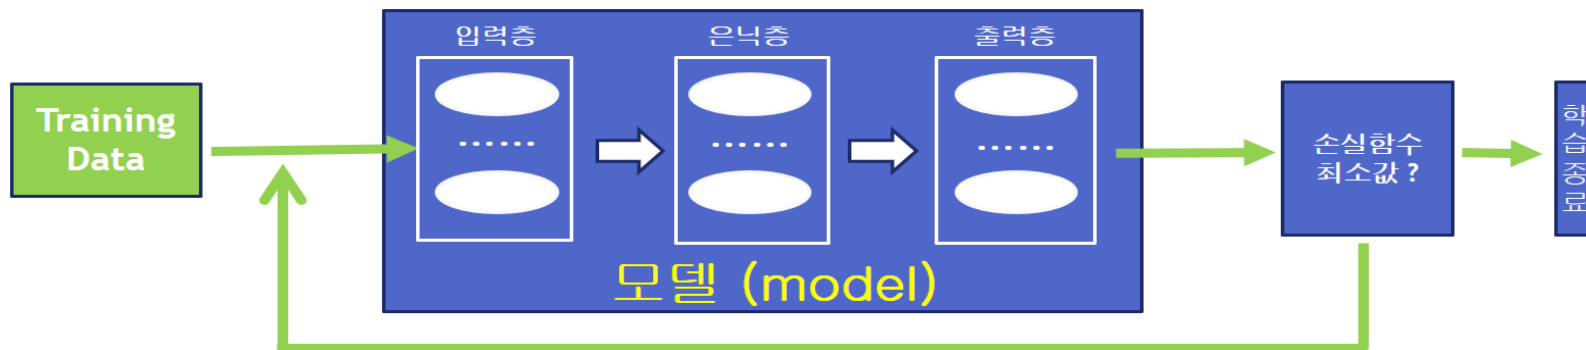 Training
Data
입력층
은닉층
출력층
......
......
......
모델 (model)
손실함수
최소값 ?
학
습
종
료